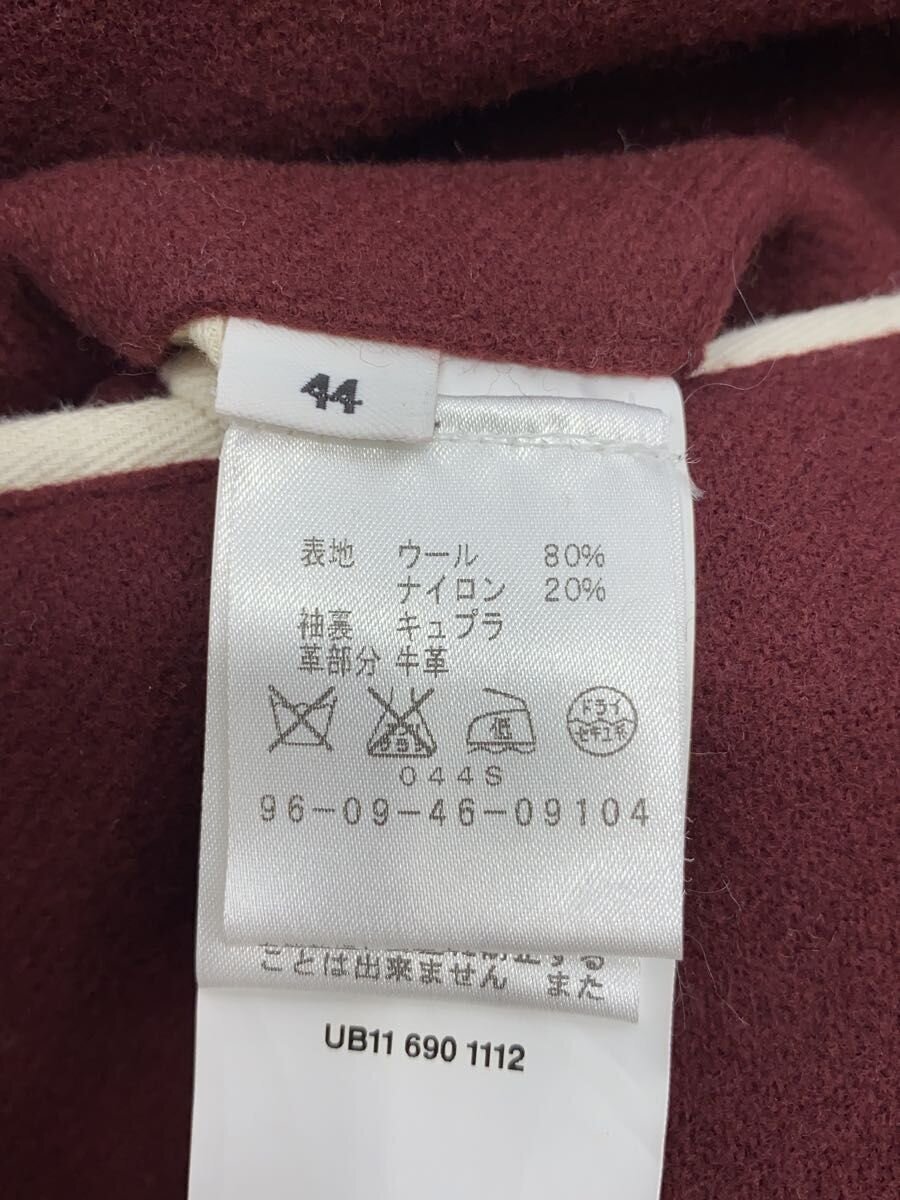 44
表地 ウール 80%
ナイロン 20%
袖裏 キュプラ
革部分 牛革
低 ドライ
セキユ系
044S
96-09-46-09104
ことは出来ません また
UB11 690 1112